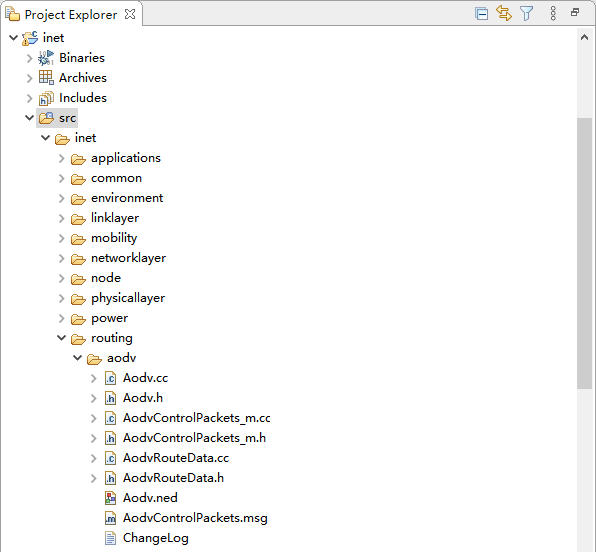 Project Explorer
inet
Binaries
Archives
Includes
src
inet
applications
common
environment
linklayer
mobility
networklayer
node
physicallayer
power
routing
aodv
Aodv.cc
Aodv.h
AodvControlPackets_m.cc
AodvControlPackets_m.h
AodvRouteData.cc
AodvRouteData.h
Aodv.ned
AodvControlPackets.msg
ChangeLog